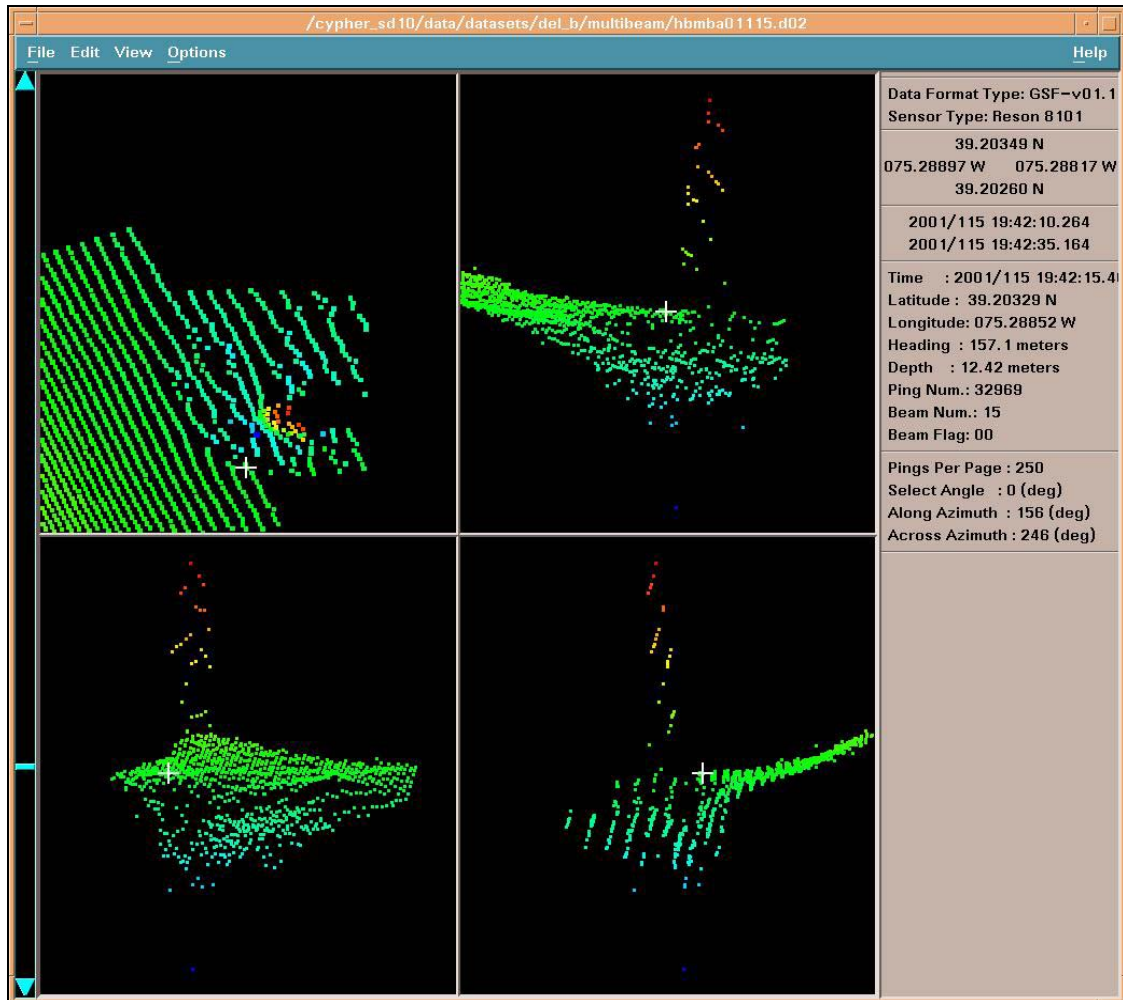 /cypher_sd10/data/datasets/del_b/multibeam/hbmba01115.d02
File Edit View Options Help
Data Format Type: GSF-v01.1
Sensor Type: Reson 8101
39.20349 N
075.28897 W 075.28817 W
39.20260 N
2001/115 19:42:10.264
2001/115 19:42:35.164
Time : 2001/115 19:42:15.4
Latitude : 39.20329 N
Longitude: 075.28852 W
Heading : 157.1 meters
Depth : 12.42 meters
Ping Num.: 32969
Beam Num.: 15
Beam Flag: 00
Pings Per Page : 250
Select Angle : 0 (deg)
Along Azimuth : 156 (deg)
Across Azimuth : 246 (deg)